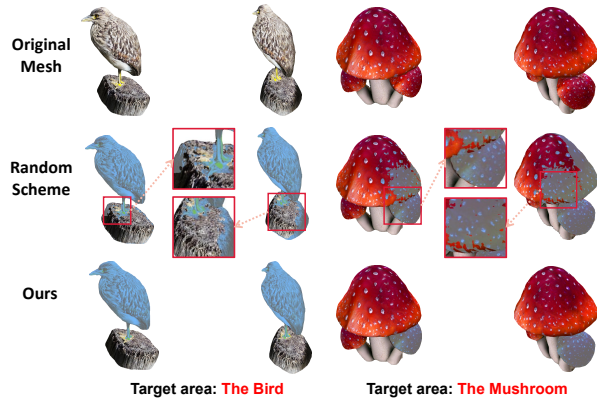 Original
Mesh
Random
Scheme
Ours
Target area: The Bird
Target area: The Mushroom